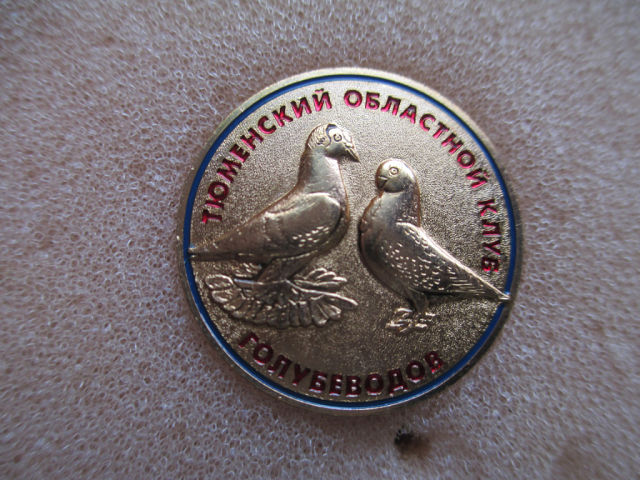 ТЮМЕНСКИЙ ОБЛАСТНОЙ КЛУБ
ГОЛУБЕВОДОВ